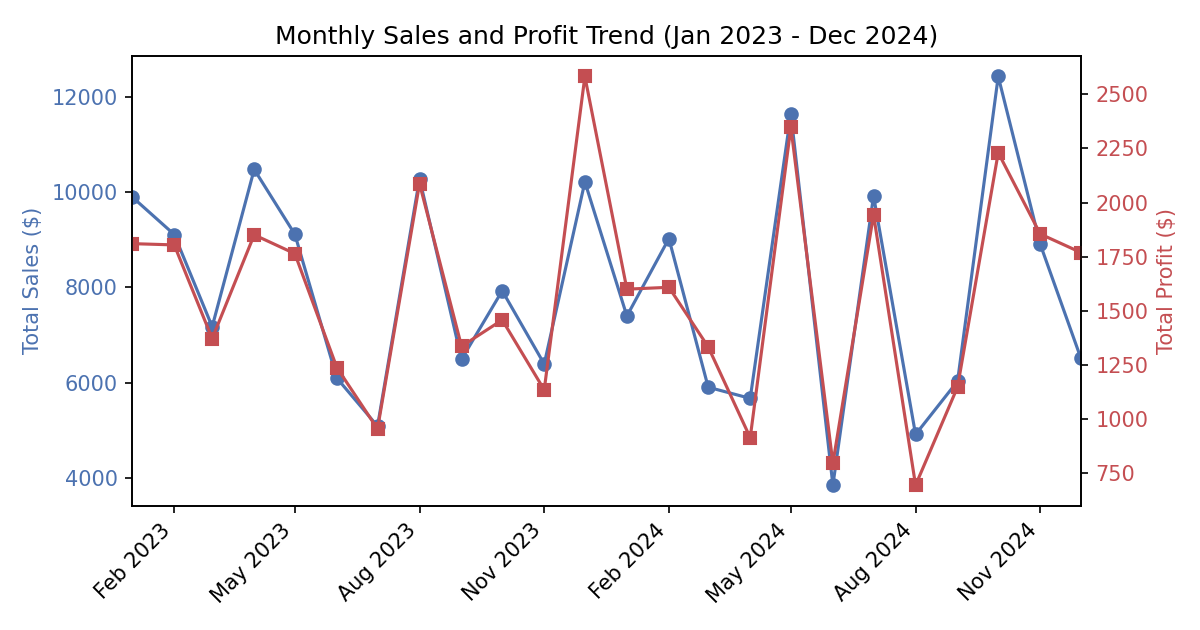 Monthly Sales and Profit Trend (Jan 2023 - Dec 2024)
Total Sales ($)
12000
10000
8000
6000
4000
2500
2250
2000
1750
1500
1250
1000
750
Total Profit ($)
Feb 2023
May 2023
Aug 2023
Nov 2023
Feb 2024
May 2024
Aug 2024
Nov 2024